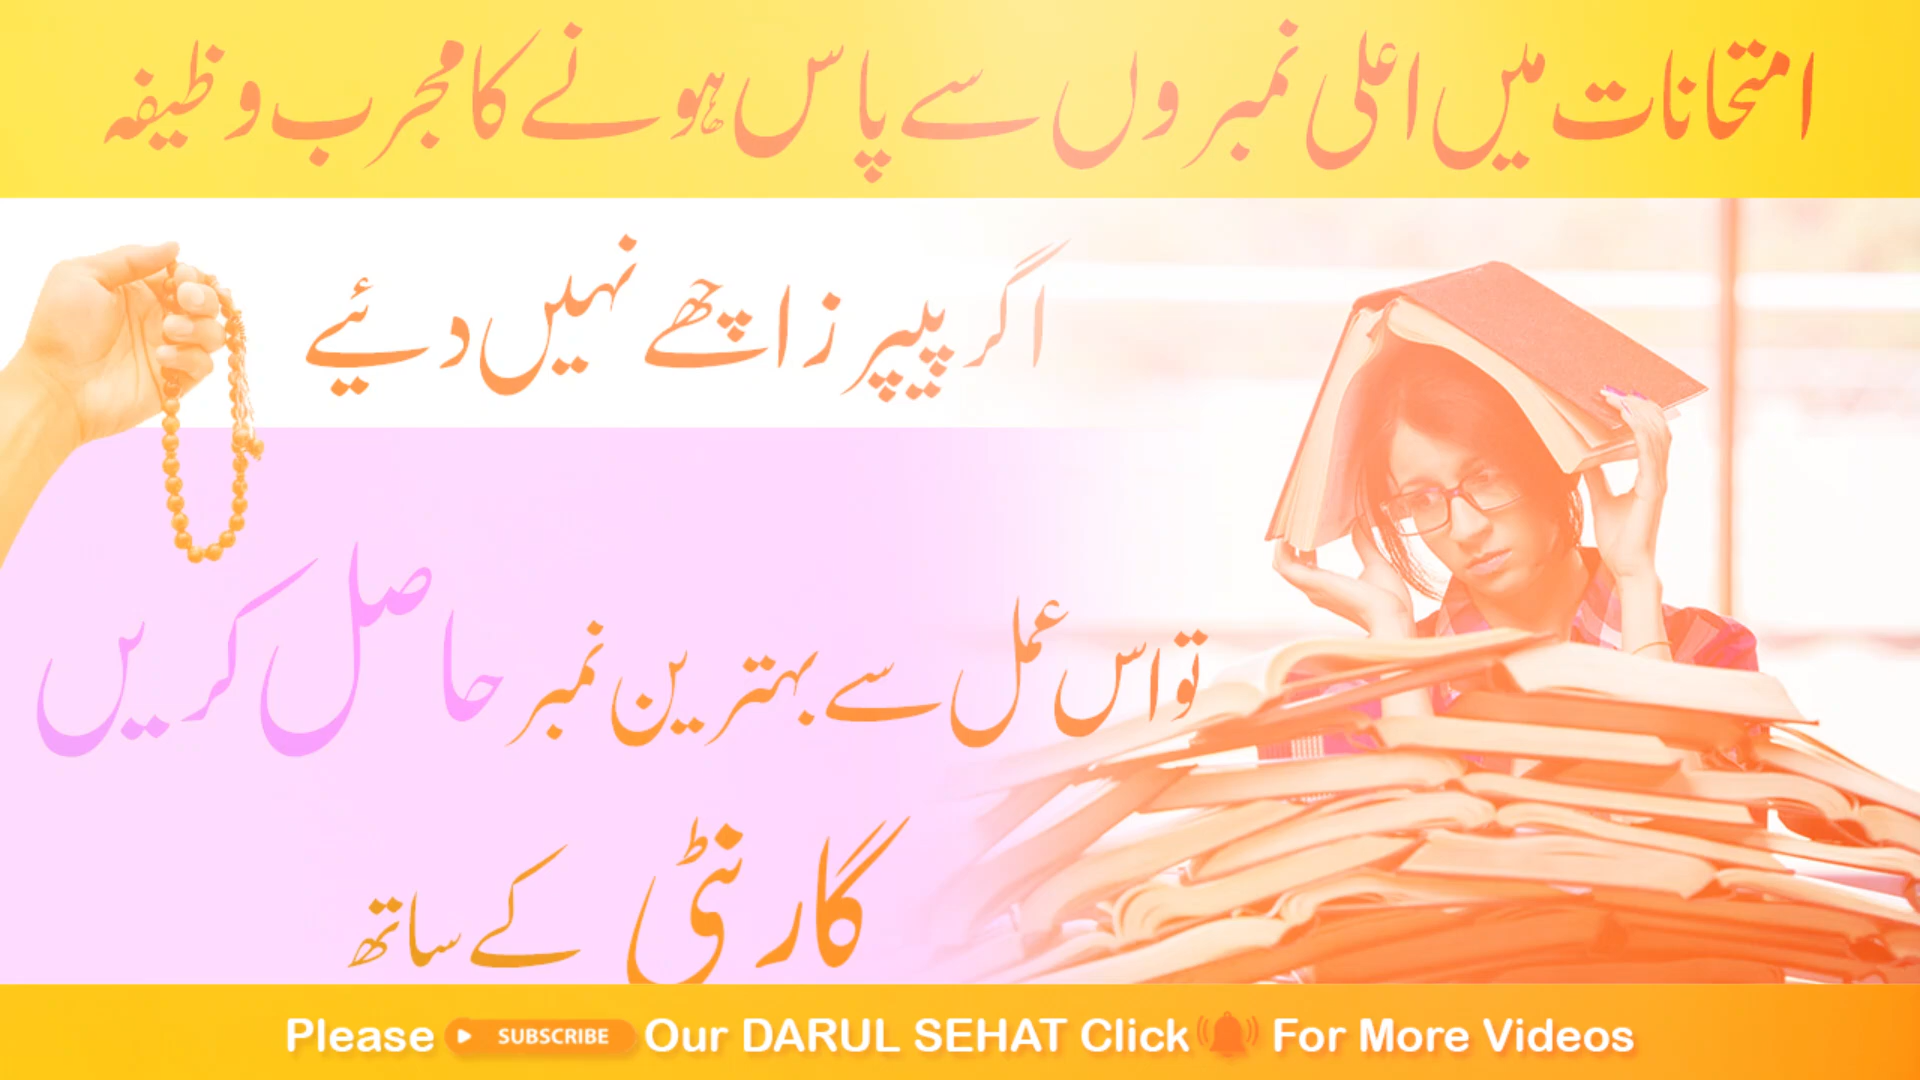 امتحانات میں اعلی نمبروں سے پاس ہونے کا مجرب وظیفہ
اگر پیپرز اچھے نہیں دئیے
تو اس عمل سے بہترین نمبر حاصل کریں
گارنٹی کے ساتھ
Please SUBSCRIBE Our DARUL SEHAT Click For More Videos